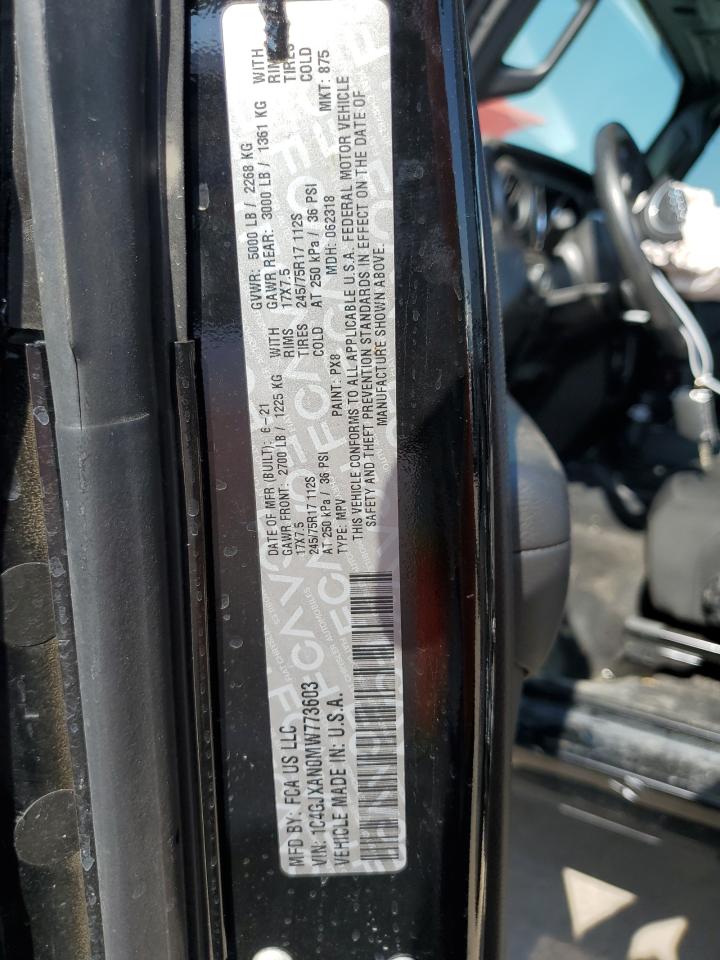 MFD BY: FCA US LLC
DATE OF MFR (BUILT): 6-21
GVWR: 5000 LB / 2268 KG
GAWR FRONT: 2700 LB / 1225 KG WITH
GAWR REAR: 3000 LB / 1361 KG WITH
17X7.5 RIMS
17X7.5 RIMS
245/75R17 112S TIRES
245/75R17 112S TIRES
AT 250 kPa / 36 PSI COLD
AT 250 kPa / 36 PSI COLD
VIN: 1C4GJXAN0MW773603
TYPE: MPV
PAINT: PX8
MDH: 062318
MKT: 875
VEHICLE MADE IN: U.S.A.
THIS VEHICLE CONFORMS TO ALL APPLICABLE U.S.A. FEDERAL MOTOR VEHICLE
SAFETY AND THEFT PREVENTION STANDARDS IN EFFECT ON THE DATE OF
MANUFACTURE SHOWN ABOVE.